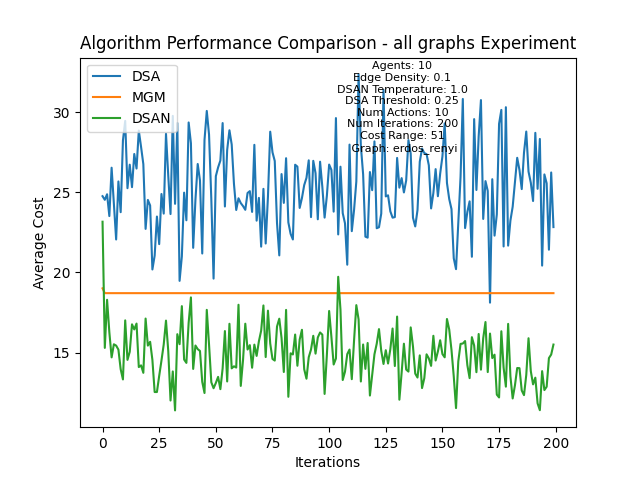 Algorithm Performance Comparison - all graphs Experiment
DSA
MGM
DSAN
Agents: 10
Edge Density: 0.1
DSAN Temperature: 1.0
DSA Threshold: 0.25
Num Actions: 10
Num Iterations: 200
Cost Range: 51
Graph: erdos_renyi
Average Cost
30
25
20
15
0
25
50
75
100
125
150
175
200
Iterations